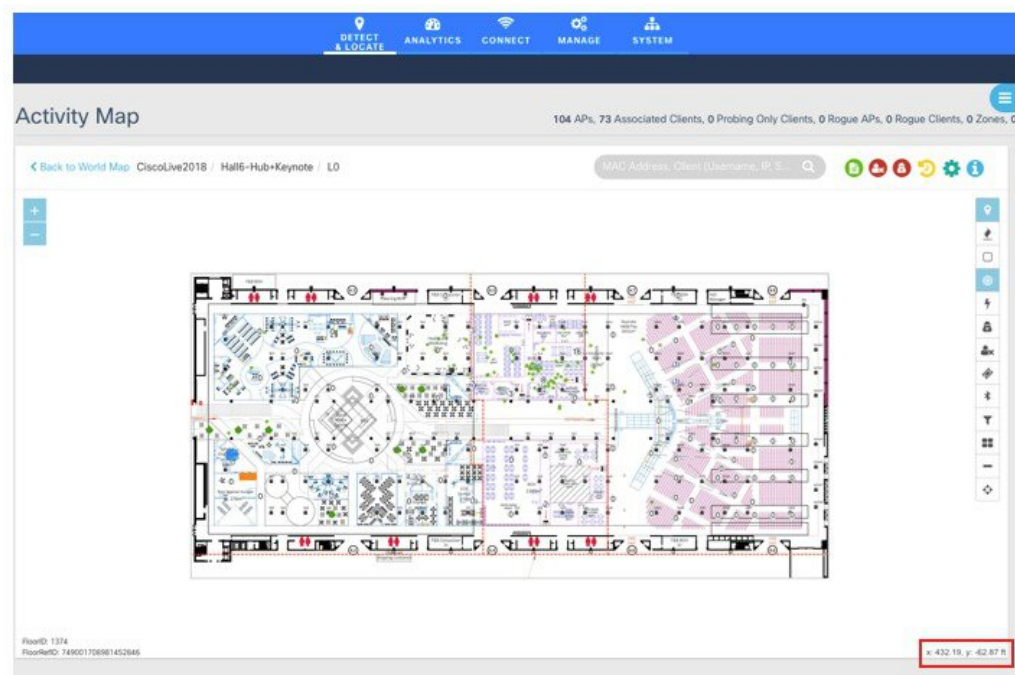 DETECT & LOCATE
ANALYTICS
CONNECT
MANAGE
SYSTEM
Activity Map
104 APs, 73 Associated Clients, 0 Probing Only Clients, 0 Rogue APs, 0 Rogue Clients, 0 Zones, 0
Back to World Map CiscoLive2018 / Hall6-Hub+Keynote / L0
MAC Address, Client (Username, IP, S...
FloorID: 1374
FloorRefID: 749001708981452846
x: 432.19, y: -62.87 ft